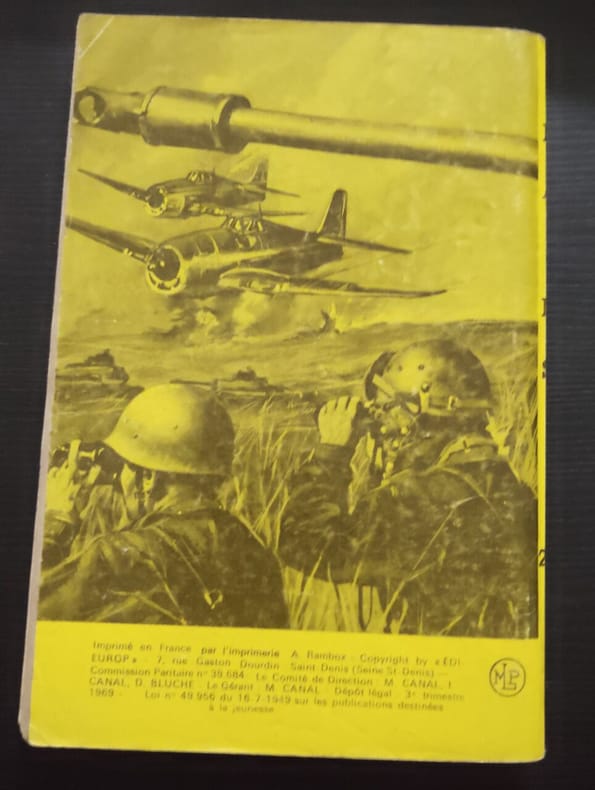 Imprimé en France par l'imprimerie A. Rambox - Copyright by «ÉDI-
EUROP» - 7, rue Gaston Dourdin Saint-Denis (Seine St-Denis) —
Commission Paritaire n° 39.684 - Le Comité de Direction : M. CANAL, I.
CANAL, D. BLUCHE - Le Gérant : M. CANAL - Dépôt légal : 3e trimestre
1969 - Loi n° 49.956 du 16.7.1949 sur les publications destinées
à la jeunesse
MLP